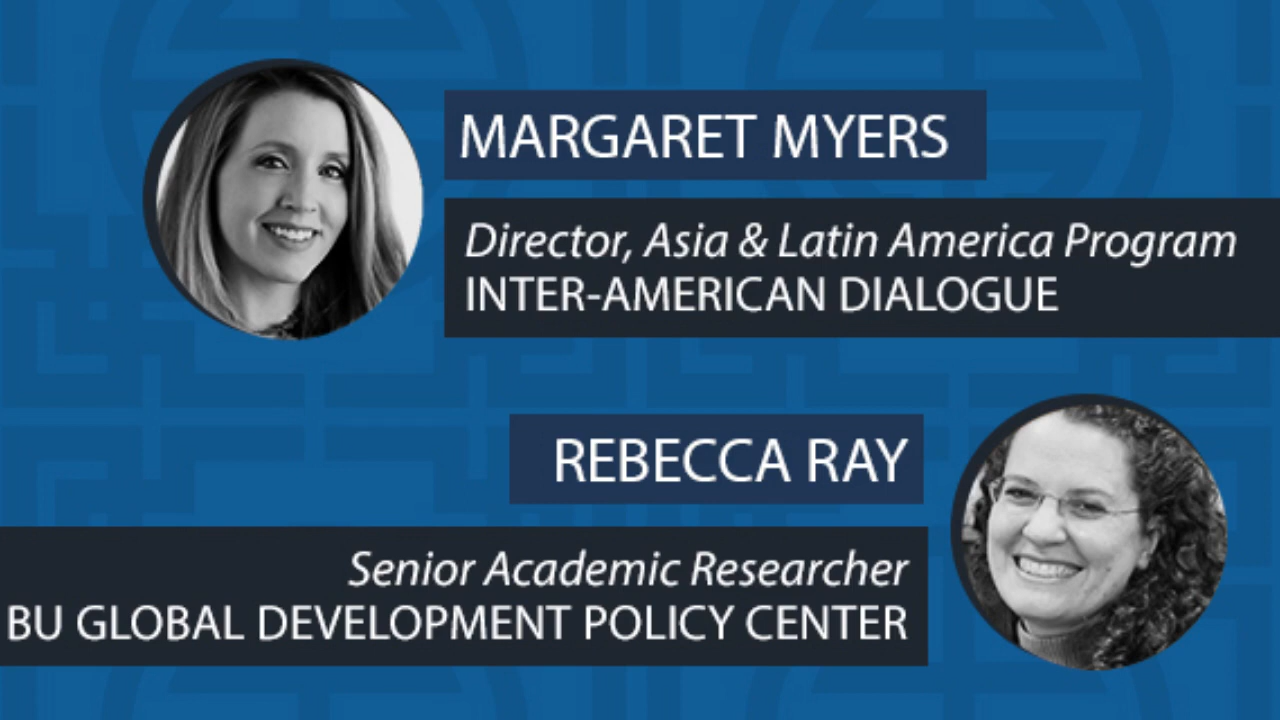 MARGARET MYERS
Director, Asia & Latin America Program
INTER-AMERICAN DIALOGUE
REBECCA RAY
Senior Academic Researcher
BU GLOBAL DEVELOPMENT POLICY CENTER